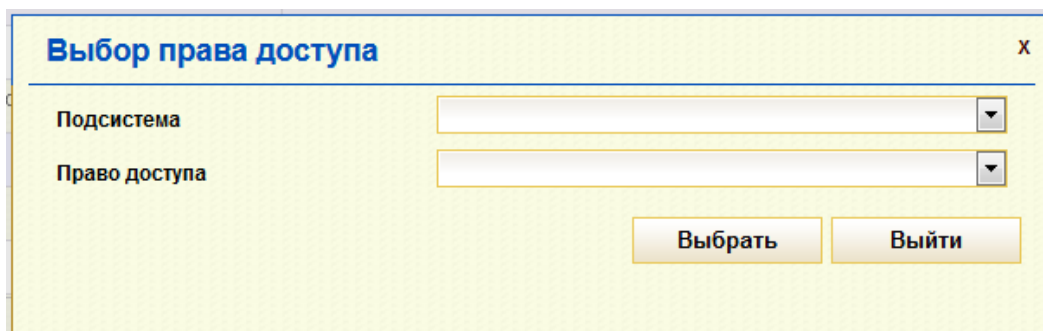 Выбор права доступа
x
Подсистема
Право доступа
Выбрать Выйти